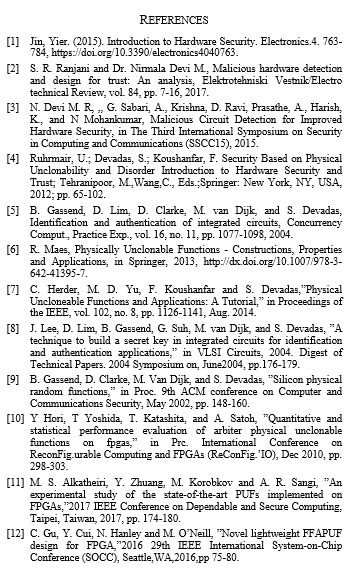 REFERENCES
[1] Jin, Yier. (2015). Introduction to Hardware Security. Electronics.4. 763-
784, https://doi.org/10.3390/electronics4040763.
[2] S. R. Ranjani and Dr. Nirmala Devi M., Malicious hardware detection
and design for trust: An analysis, Elektrotehniski Vestnik/Electro
technical Review, vol. 84, pp. 7-16, 2017.
[3] N. Devi M. R, ,, G. Sabari, A., Krishna, D. Ravi, Prasathe, A., Harish,
K., and N Mohankumar, Malicious Circuit Detection for Improved
Hardware Security, in The Third International Symposium on Security
in Computing and Communications (SSCC15), 2015.
[4] Ruhrmair, U.; Devadas, S.; Koushanfar, F. Security Based on Physical
Unclonability and Disorder Introduction to Hardware Security and
Trust; Tehranipoor, M.,Wang,C., Eds.;Springer: New York, NY, USA,
2012; pp. 65-102.
[5] B. Gassend, D. Lim, D. Clarke, M. van Dijk, and S. Devadas,
Identification and authentication of integrated circuits, Concurrency
Comput., Practice Exp., vol. 16, no. 11, pp. 1077-1098, 2004.
[6] R. Maes, Physically Unclonable Functions - Constructions, Properties
and Applications, in Springer, 2013, http://dx.doi.org/10.1007/978-3-
642-41395-7.
[7] C. Herder, M. D. Yu, F. Koushanfar and S. Devadas,”Physical
Uncloneable Functions and Applications: A Tutorial,” in Proceedings of
the IEEE, vol. 102, no. 8, pp. 1126-1141, Aug. 2014.
[8] J. Lee, D. Lim, B. Gassend, G. Suh, M. van Dijk, and S. Devadas, ”A
technique to build a secret key in integrated circuits for identification
and authentication applications,” in VLSI Circuits, 2004. Digest of
Technical Papers. 2004 Symposium on, June2004, pp.176-179.
[9] B. Gassend, D. Clarke, M. Van Dijk, and S. Devadas, ”Silicon physical
random functions,” in Proc. 9th ACM conference on Computer and
Communications Security, May 2002, pp. 148-160.
[10] Y Hori, T Yoshida, T. Katashita, and A. Satoh, ”Quantitative and
statistical performance evaluation of arbiter physical unclonable
functions on fpgas,” in Prc. International Conference on
ReconFig.urable Computing and FPGAs (ReConFig.’IO), Dec 2010, pp.
298-303.
[11] M. S. Alkatheiri, Y. Zhuang, M. Korobkov and A. R. Sangi, ”An
experimental study of the state-of-the-art PUFs implemented on
FPGAs,”2017 IEEE Conference on Dependable and Secure Computing,
Taipei, Taiwan, 2017, pp. 174-180.
[12] C. Gu, Y. Cui, N. Hanley and M. O’Neill, ”Novel lightweight FFAPUF
design for FPGA,”2016 29th IEEE International System-on-Chip
Conference (SOCC), Seattle,WA,2016,pp 75-80.